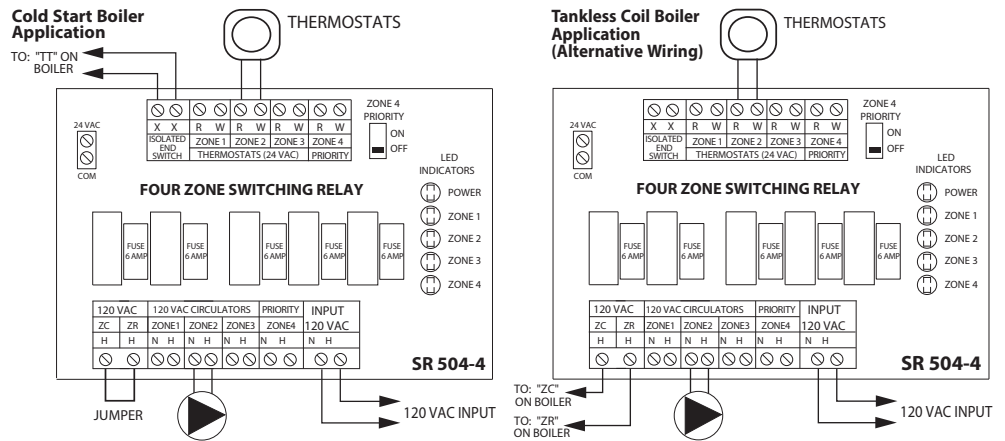 Cold Start Boiler
Application
TO: "TT" ON
BOILER
THERMOSTATS
24 VAC
COM
X X R W R W R W R W
ISOLATED
END
SWITCH
ZONE 1 ZONE 2 ZONE 3 ZONE 4
THERMOSTATS (24 VAC) PRIORITY
ZONE 4
PRIORITY
ON
OFF
LED
INDICATORS
POWER
ZONE 1
ZONE 2
ZONE 3
ZONE 4
FOUR ZONE SWITCHING RELAY
FUSE
6 AMP
FUSE
6 AMP
FUSE
6 AMP
FUSE
6 AMP
FUSE
6 AMP
120 VAC 120 VAC CIRCULATORS PRIORITY INPUT
ZC ZR ZONE1 ZONE2 ZONE3 ZONE4 120 VAC
H H N H N H N H N H N H
SR 504-4
JUMPER
120 VAC INPUT
Tankless Coil Boiler
Application
(Alternative Wiring)
THERMOSTATS
24 VAC
COM
X X R W R W R W R W
ISOLATED
END
SWITCH
ZONE 1 ZONE 2 ZONE 3 ZONE 4
THERMOSTATS (24 VAC) PRIORITY
ZONE 4
PRIORITY
ON
OFF
LED
INDICATORS
POWER
ZONE 1
ZONE 2
ZONE 3
ZONE 4
FOUR ZONE SWITCHING RELAY
FUSE
6 AMP
FUSE
6 AMP
FUSE
6 AMP
FUSE
6 AMP
FUSE
6 AMP
120 VAC 120 VAC CIRCULATORS PRIORITY INPUT
ZC ZR ZONE1 ZONE2 ZONE3 ZONE4 120 VAC
H H N H N H N H N H N H
SR 504-4
TO: "ZC"
ON BOILER
TO: "ZR"
ON BOILER
120 VAC INPUT